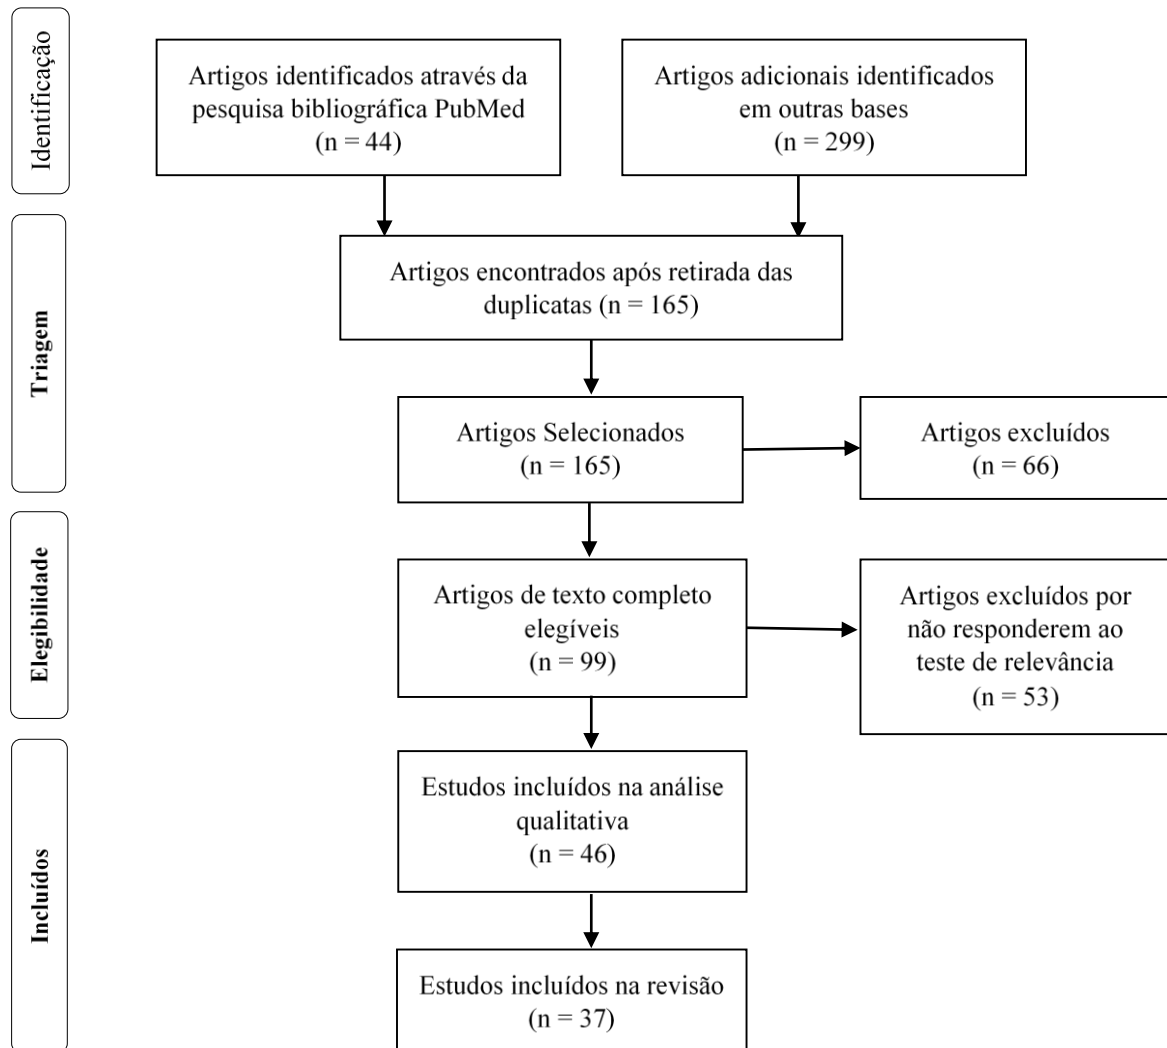 Identificação
Artigos identificados através da
pesquisa bibliográfica PubMed
(n = 44)
Artigos adicionais identificados
em outras bases
(n = 299)
Triagem
Artigos encontrados após retirada das
duplicatas (n = 165)
Artigos Selecionados
(n = 165)
Artigos excluídos
(n = 66)
Elegibilidade
Artigos de texto completo
elegíveis
(n = 99)
Artigos excluídos por
não responderem ao
teste de relevância
(n = 53)
Incluídos
Estudos incluídos na análise
qualitativa
(n = 46)
Estudos incluídos na revisão
(n = 37)